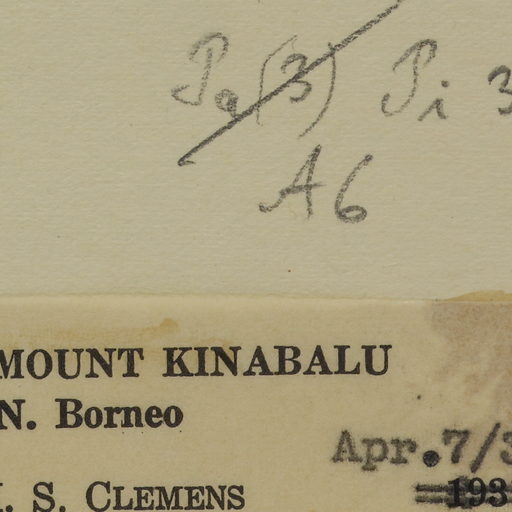 Pa (3) Pi 3
A6
MOUNT KINABALU
N. Borneo
Apr.7/3
. S. CLEMENS
193